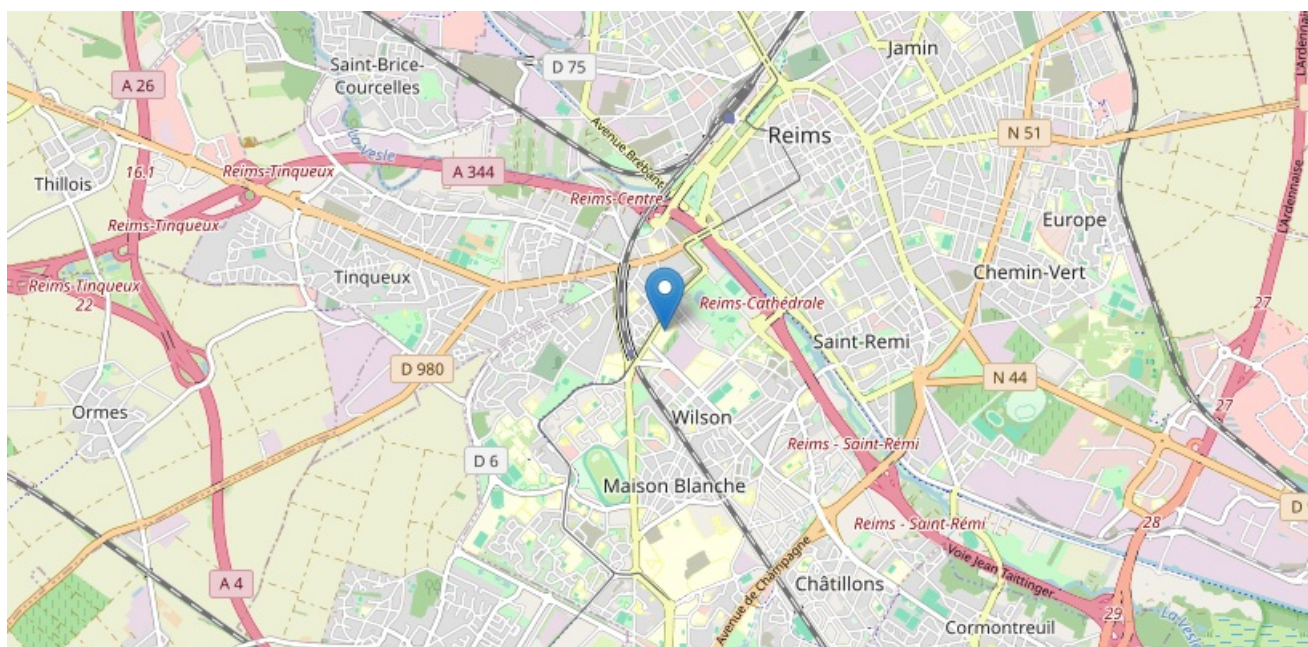 Jamin
Saint-Brice-
Courcelles
D 75
A 26
L'Ardennaise
N 51
Reims
Avenue Brébant
La Vesle
A 344
Reims-Tinqueux
16.1
Thillois
Reims-Centre
L'Ardennaise
Europe
Reims-Tinqueux
Tinqueux
Chemin-Vert
Reims-Tinqueux
22
Reims-Cathédrale
27
Saint-Remi
D 980
N 44
Ormes
27
Wilson
Reims - Saint-Rémi
D 6
Maison Blanche
D
28
Reims - Saint-Rémi
Avenue de Champagne
Voie Jean Taittinger
A 4
Châtillons
29
La Vesle
Cormontreuil